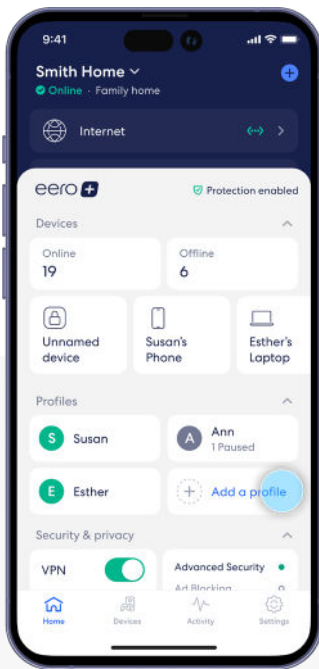 9:41
Smith Home
Online · Family home
Internet
eero +
Protection enabled
Devices
Online
19
Offline
6
Unnamed
device
Susan's
Phone
Esther's
Laptop
Profiles
S Susan
A Ann
1 Paused
E Esther
+ Add a profile
Security & privacy
VPN
Advanced Security
Ad Blocking
Home
Devices
Activity
Settings